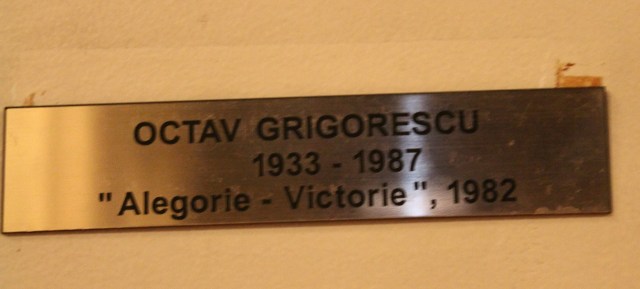 OCTAV GRIGORESCU
1933 - 1987
"Alegorie - Victorie", 1982